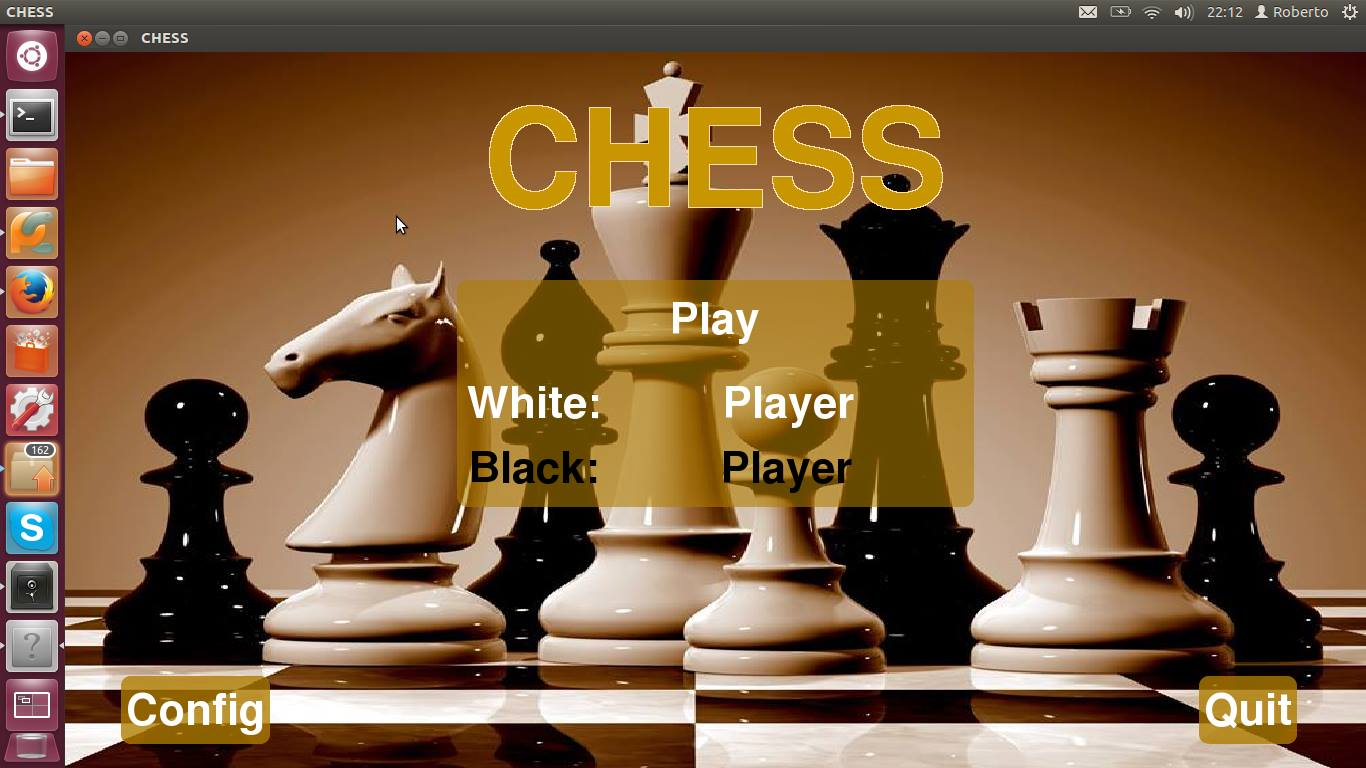 CHESS
22:12 Roberto
CHESS
CHESS
Play
White: Player
Black: Player
162
S
?
Config
Quit